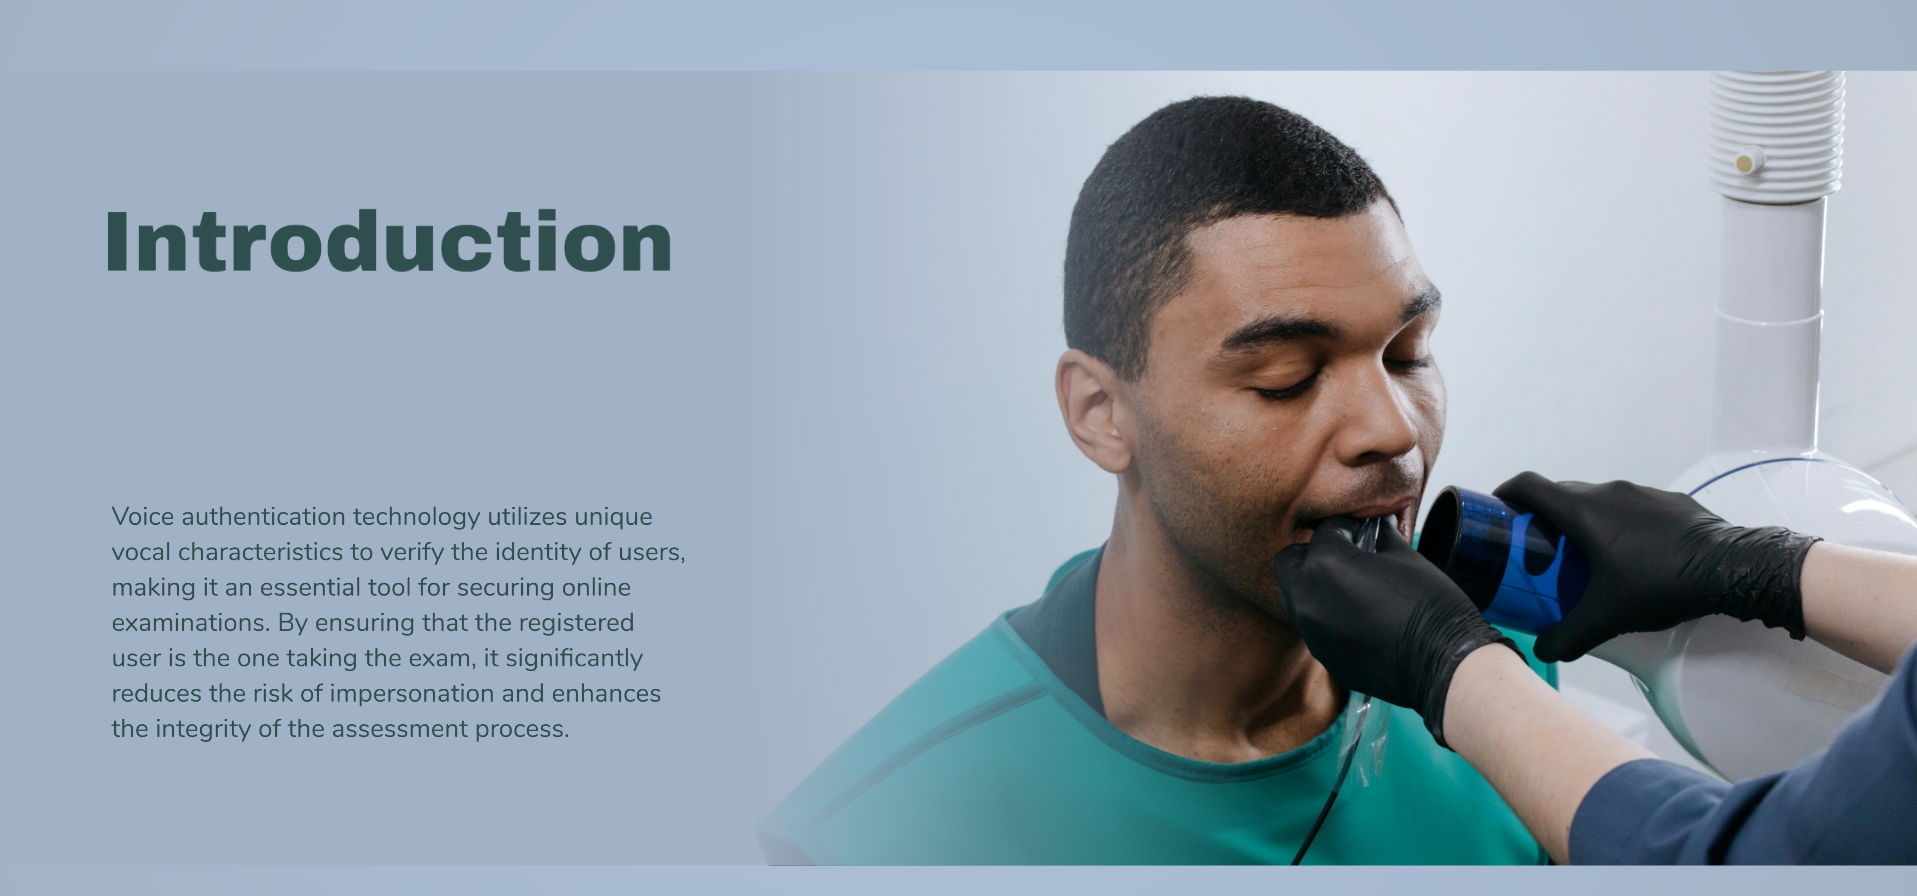 Introduction
Voice authentication technology utilizes unique
vocal characteristics to verify the identity of users,
making it an essential tool for securing online
examinations. By ensuring that the registered
user is the one taking the exam, it significantly
reduces the risk of impersonation and enhances
the integrity of the assessment process.